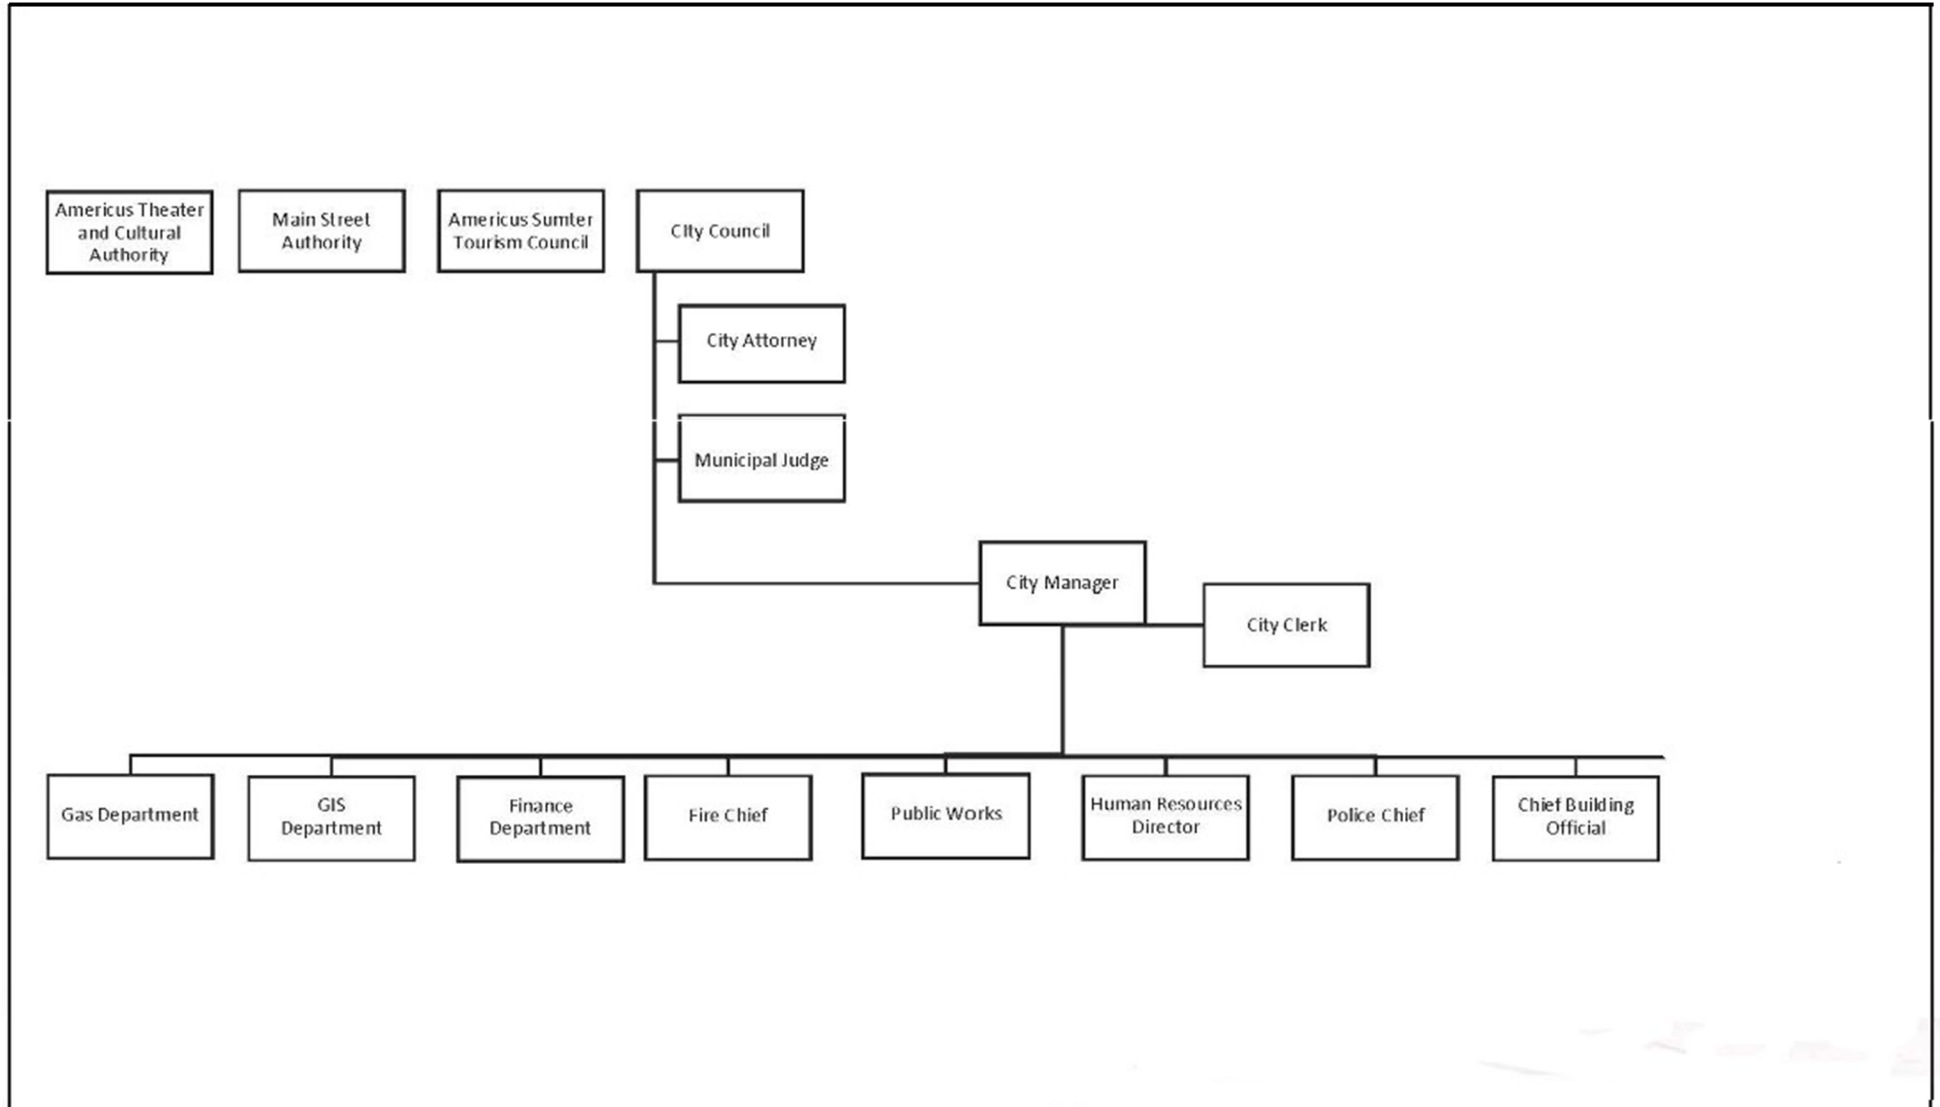 Americus Theater
and Cultural
Authority
Main Street
Authority
Americus Sumter
Tourism Council
CIty Council
City Attorney
Municipal Judge
City Manager
City Clerk
Gas Department
GIS
Department
Finance
Department
Fire Chief
Public Works
Human Resources
Director
Police Chief
Chief Building
Official